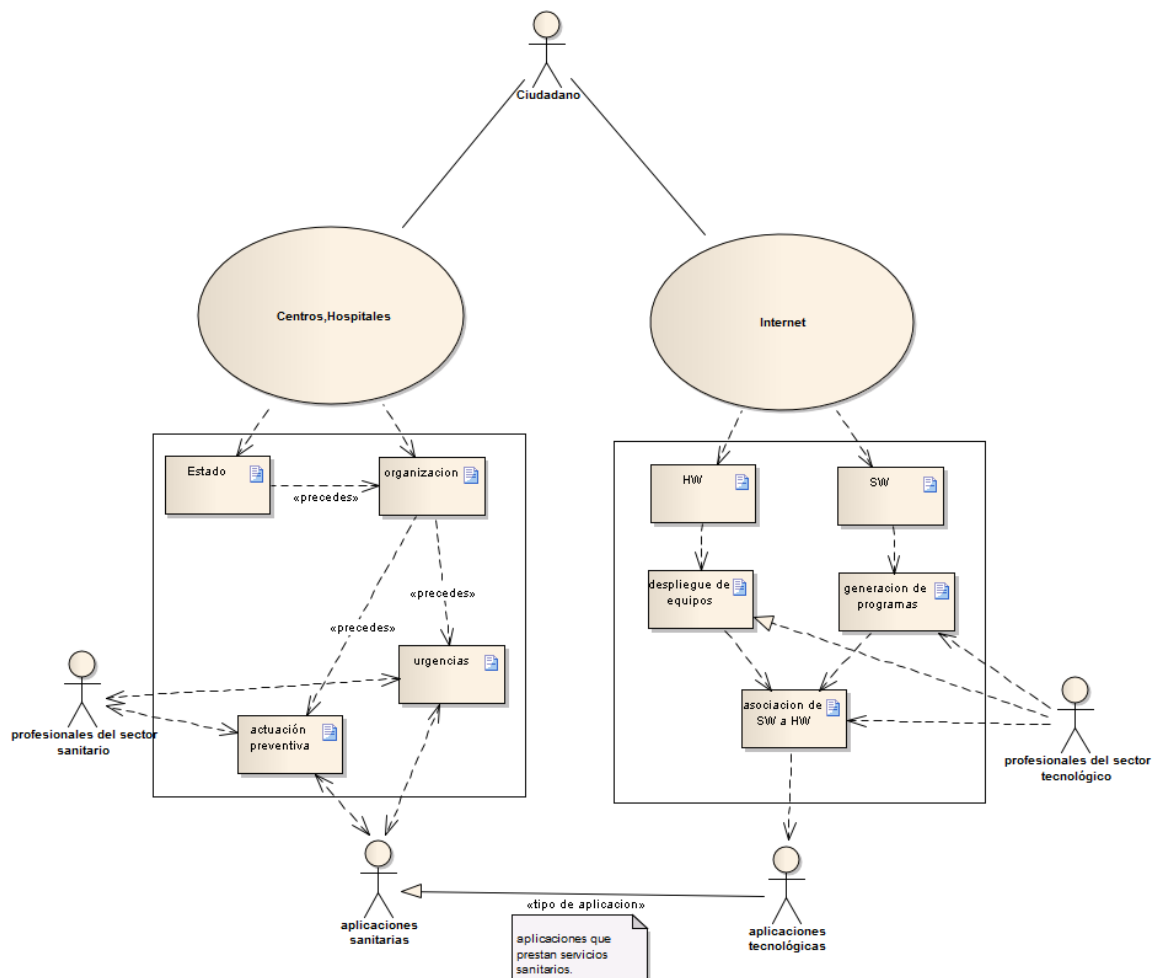 Ciudadano
Centros,Hospitales
Internet
Estado
organizacion
«precedes»
HW
SW
despliegue de
equipos
generacion de
programas
«precedes»
«precedes»
urgencias
profesionales del sector
sanitario
actuación
preventiva
asociacion de
SW a HW
profesionales del sector
tecnológico
aplicaciones
sanitarias
«tipo de aplicacion»
aplicaciones
tecnológicas
aplicaciones que
prestan servicios
sanitarios.